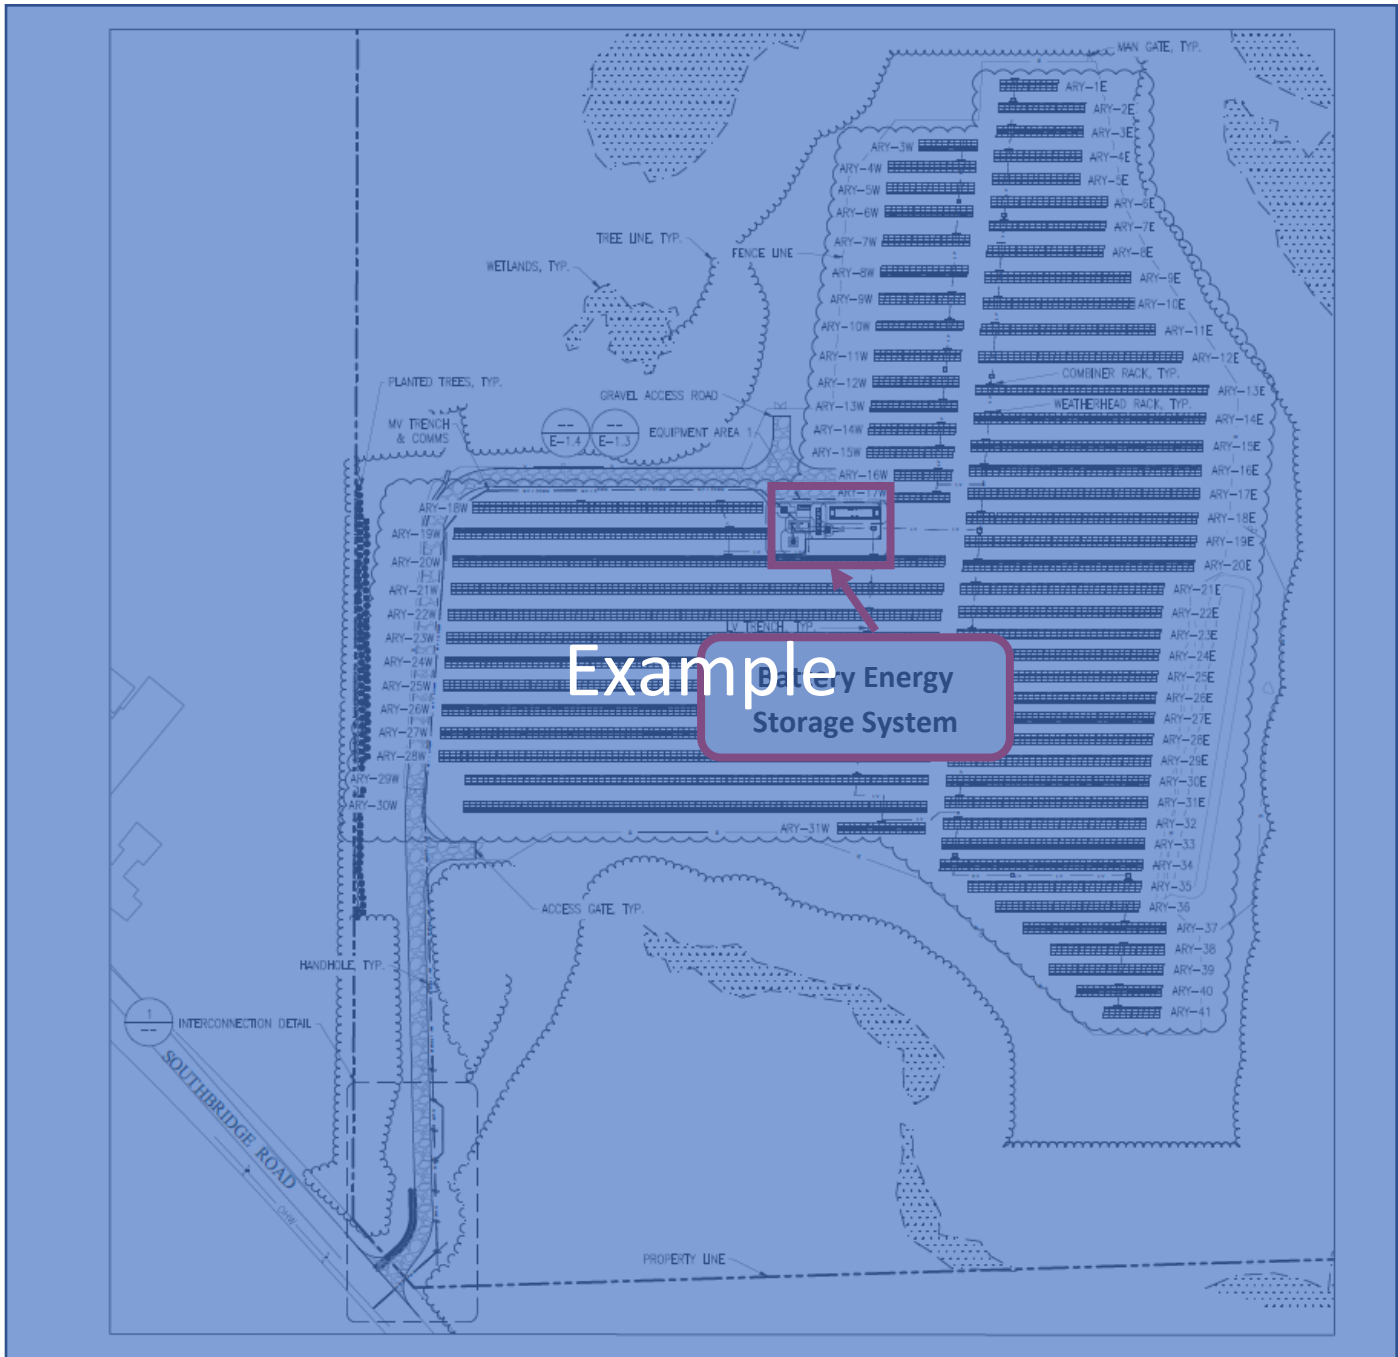 MAN GATE, TYP.
ARY-1E
ARY-2E
ARY-3E
ARY-3W
ARY-4E
ARY-4W
ARY-5E
ARY-5W
ARY-6E
ARY-6W
ARY-7E
TREE LINE, TYP.
ARY-7W
FENCE LINE
ARY-8E
WETLANDS, TYP.
ARY-8W
ARY-9E
ARY-9W
ARY-10E
ARY-10W
ARY-11E
ARY-11W
ARY-12E
COMBINER RACK, TYP.
PLANTED TREES, TYP.
ARY-12W
ARY-13E
GRAVEL ACCESS ROAD
ARY-13W
WEATHERHEAD RACK, TYP.
ARY-14E
MV TRENCH
& COMMS
--
E-1.4
--
E-1.3
EQUIPMENT AREA 1
ARY-14W
ARY-15E
ARY-15W
ARY-16E
ARY-16W
ARY-17W
ARY-17E
ARY-18W
ARY-18E
ARY-19W
ARY-19E
ARY-20W
ARY-20E
ARY-21W
ARY-21E
ARY-22W
ARY-22E
LV TRENCH, TYP.
ARY-23W
ARY-23E
ARY-24W
ARY-24E
Example
Battery Energy
Storage System
ARY-25W
ARY-25E
ARY-26W
ARY-26E
ARY-27W
ARY-27E
ARY-28W
ARY-28E
ARY-29W
ARY-29E
ARY-30E
ARY-30W
ARY-31E
ARY-31W
ARY-32
ARY-33
ARY-34
ARY-35
ARY-36
ACCESS GATE, TYP.
ARY-37
ARY-38
HANDHOLE, TYP.
ARY-39
ARY-40
ARY-41
1
--
INTERCONNECTION DETAIL
SOUTHBRIDGE ROAD
OHW
PROPERTY LINE